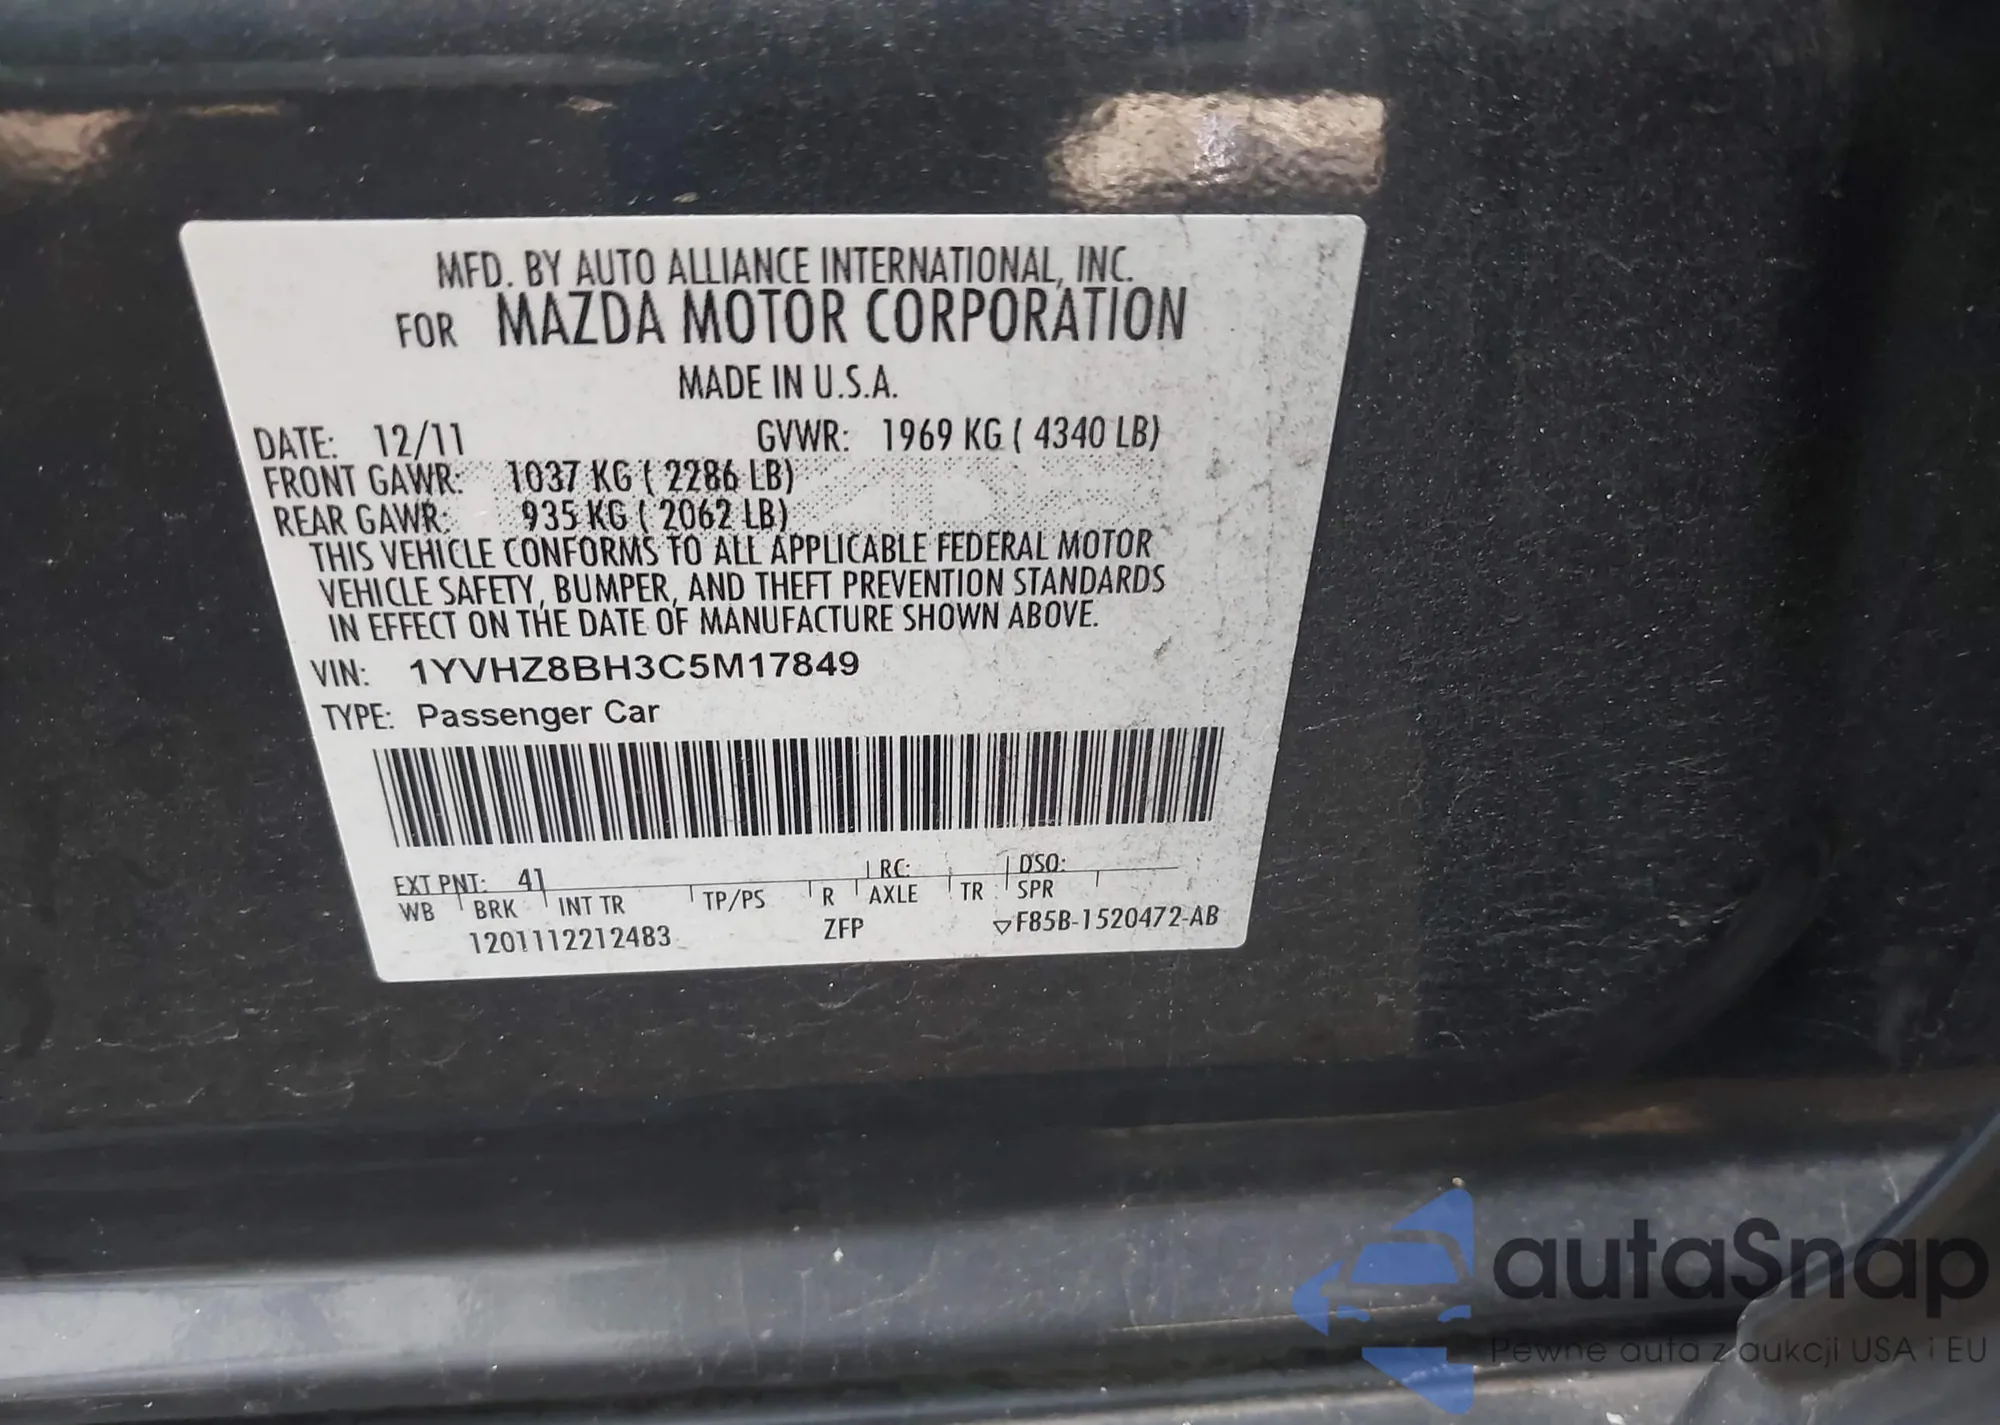 MFD. BY AUTO ALLIANCE INTERNATIONAL, INC.
FOR MAZDA MOTOR CORPORATION
MADE IN U.S.A.
DATE: 12/11 GVWR: 1969 KG ( 4340 LB)
FRONT GAWR: 1037 KG ( 2286 LB)
REAR GAWR: 935 KG ( 2062 LB)
THIS VEHICLE CONFORMS TO ALL APPLICABLE FEDERAL MOTOR
VEHICLE SAFETY, BUMPER, AND THEFT PREVENTION STANDARDS
IN EFFECT ON THE DATE OF MANUFACTURE SHOWN ABOVE.
VIN: 1YVHZ8BH3C5M17849
TYPE: Passenger Car
EXT PNT: 41 RC: DSO:
WB BRK INT TR TP/PS R AXLE TR SPR
1201112212483 ZFP ▽F85B-1520472-AB
autaSnap
Pewne auta z aukcji USA i EU